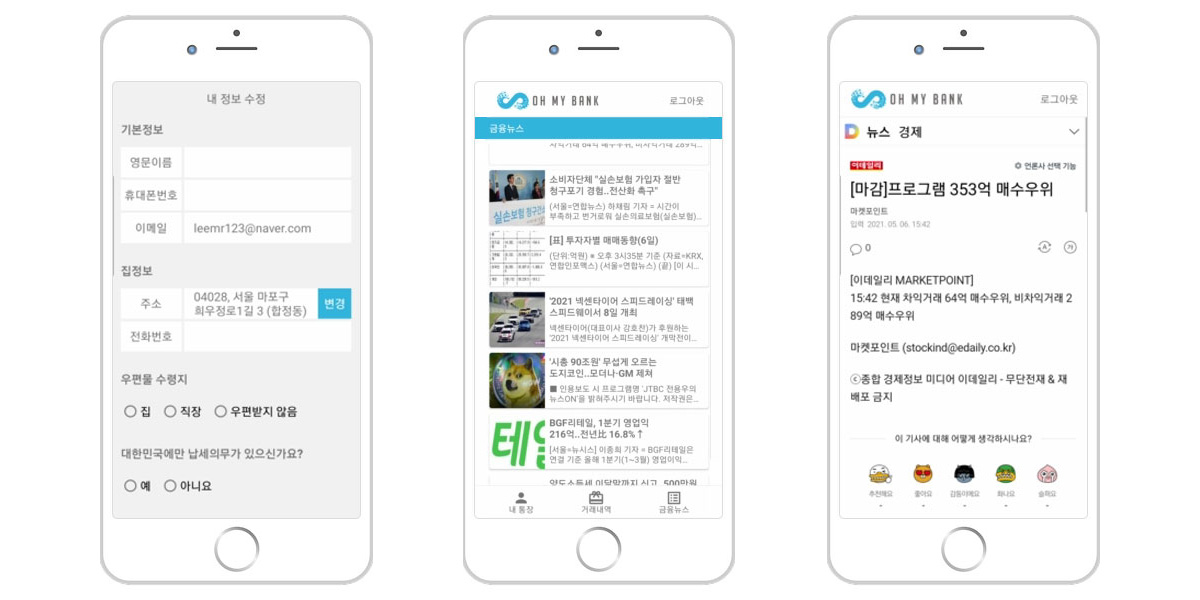 내 정보 수정
기본정보
영문이름
휴대폰번호
이메일
leemr123@naver.com
집정보
주소
04028, 서울 마포구
희우정로1길 3 (합정동)
변경
전화번호
우편물 수령지
집
직장
우편받지 않음
대한민국에만 납세의무가 있으신가요?
예
아니요
OH MY BANK
로그아웃
금융뉴스
소비자단체 "실손보험 가입자 절반
청구포기 경험..전산화 촉구"
(서울=연합뉴스) 하채림 기자 = 시간이
부족하고 번거로워 실손의료보험(실손보험)...
[표] 투자자별 매매동향(6일)
(단위:억원) ※ 오후 3시35분 기준 (자료=KRX,
연합인포맥스) (서울=연합뉴스) (끝) [이 시...
'2021 넥센타이어 스피드레이싱' 태백
스피드웨이서 8일 개최
넥센타이어(대표이사 강호찬)가 후원하는
'2021 넥센타이어 스피드레이싱' 개막전이...
'시총 90조원' 무섭게 오르는
도지코인..모더나·GM 제쳐
■ 인용보도 시 프로그램명 'JTBC 전용우의
뉴스ON'을 밝혀주시기 바랍니다. 저작권은...
BGF리테일, 1분기 영업익
216억..전년比 16.8%↑
[서울=뉴시스] 이종희 기자 = BGF리테일은
연결 기준 올해 1분기(1~3월) 영업이익...
양도소득세 이달말까지 신고, 500만원
내 통장
거래내역
금융뉴스
OH MY BANK
로그아웃
뉴스 경제
이데일리
언론사 선택 기능
[마감]프로그램 353억 매수우위
마켓포인트
입력 2021. 05. 06. 15:42
0
가
[이데일리 MARKETPOINT]
15:42 현재 차익거래 64억 매수우위, 비차익거래 2
89억 매수우위
마켓포인트 (stockind@edaily.co.kr)
ⓒ종합 경제정보 미디어 이데일리 - 무단전재 & 재
배포 금지
이 기사에 대해 어떻게 생각하시나요?
추천해요
좋아요
감동이에요
화나요
슬퍼요